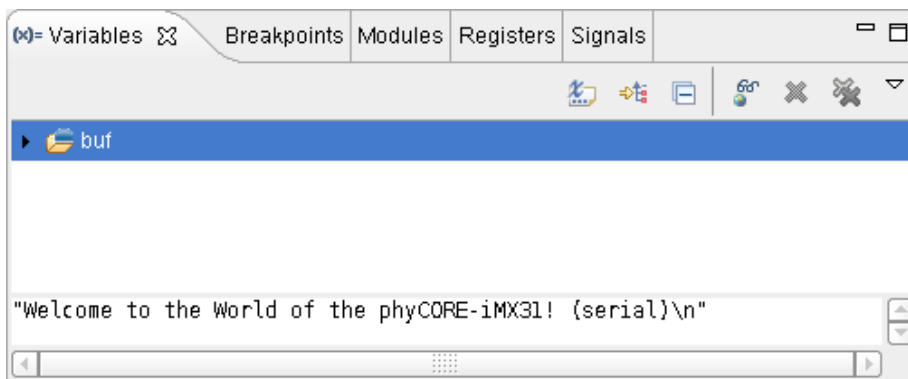 (x)= Variables Breakpoints Modules Registers Signals
buf
"Welcome to the World of the phyCORE-iMX31! (serial)\n"